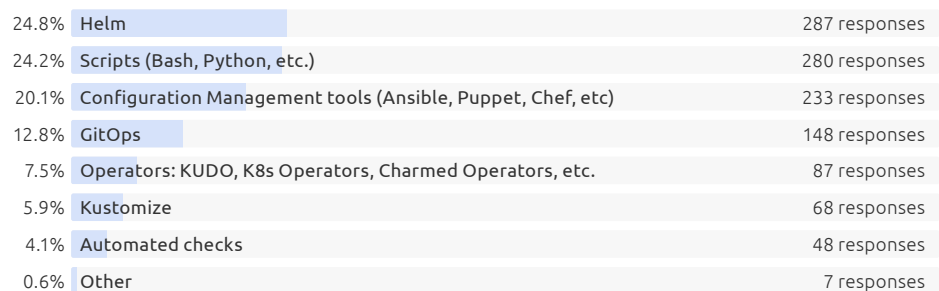 24.8% Helm 287 responses
24.2% Scripts (Bash, Python, etc.) 280 responses
20.1% Configuration Management tools (Ansible, Puppet, Chef, etc) 233 responses
12.8% GitOps 148 responses
7.5% Operators: KUDO, K8s Operators, Charmed Operators, etc. 87 responses
5.9% Kustomize 68 responses
4.1% Automated checks 48 responses
0.6% Other 7 responses